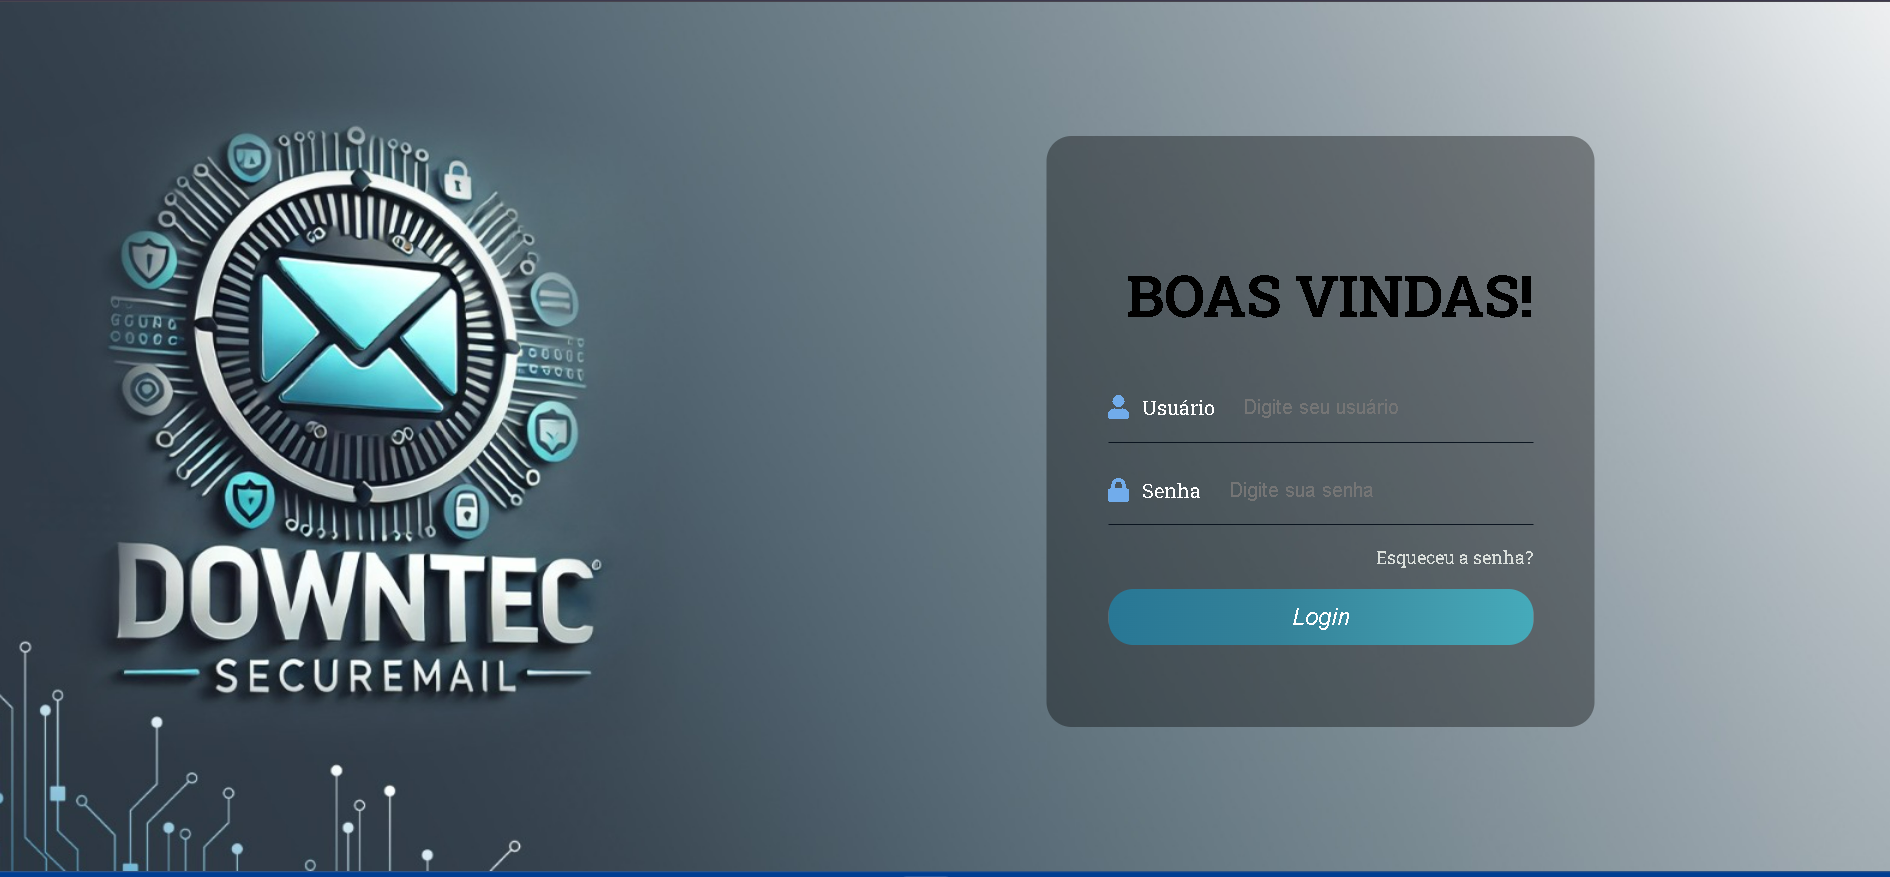 DOWNTEC
SECUREMAIL
BOAS VINDAS!
Usuário Digite seu usuário
Senha Digite sua senha
Esqueceu a senha?
Login